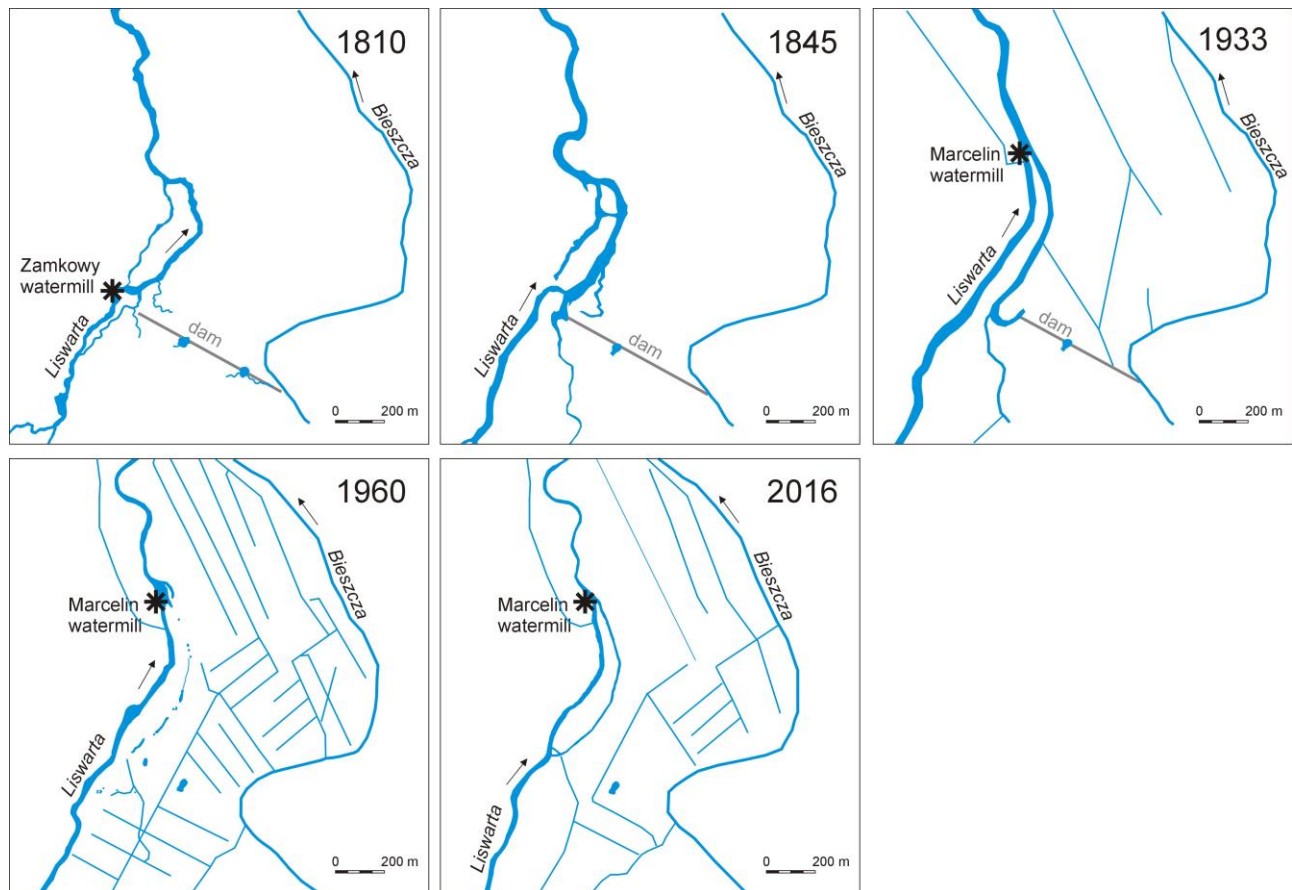 1810
Bieszcza
Zamkowy
watermill
Liswarta
dam
0 200 m
1845
Bieszcza
Liswarta
dam
0 200 m
1933
Bieszcza
Marcelin
watermill
Liswarta
dam
0 200 m
1960
Bieszcza
Marcelin
watermill
Liswarta
0 200 m
2016
Bieszcza
Marcelin
watermill
Liswarta
0 200 m